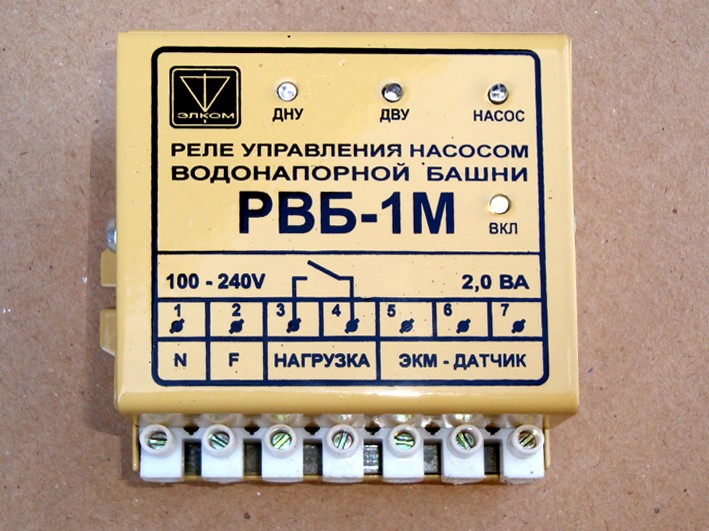 ЭЛКОМ
ДНУ ДВУ НАСОС
РЕЛЕ УПРАВЛЕНИЯ НАСОСОМ
ВОДОНАПОРНОЙ БАШНИ
РВБ-1М
ВКЛ
100 - 240V 2,0 ВА
1 2 3 4 5 6 7
N F НАГРУЗКА ЭКМ - ДАТЧИК